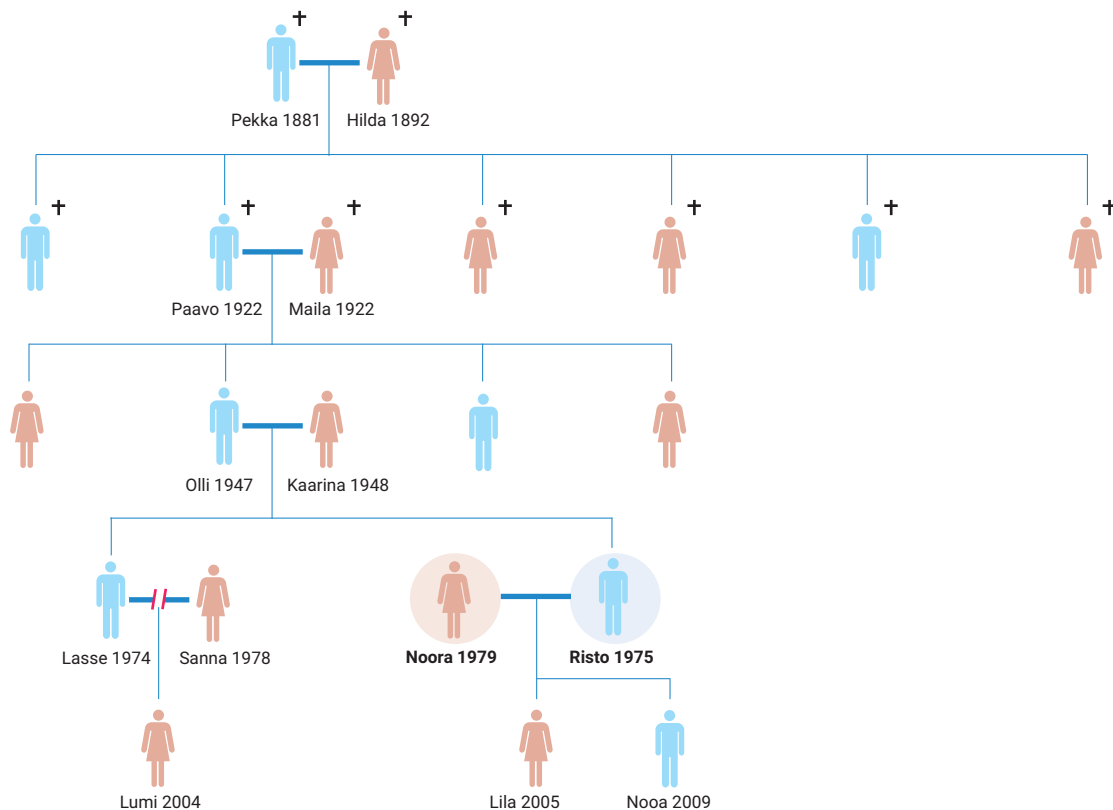 Pekka 1881
Hilda 1892
Paavo 1922
Maila 1922
Olli 1947
Kaarina 1948
Lasse 1974
Sanna 1978
Noora 1979
Risto 1975
Lumi 2004
Lila 2005
Nooa 2009